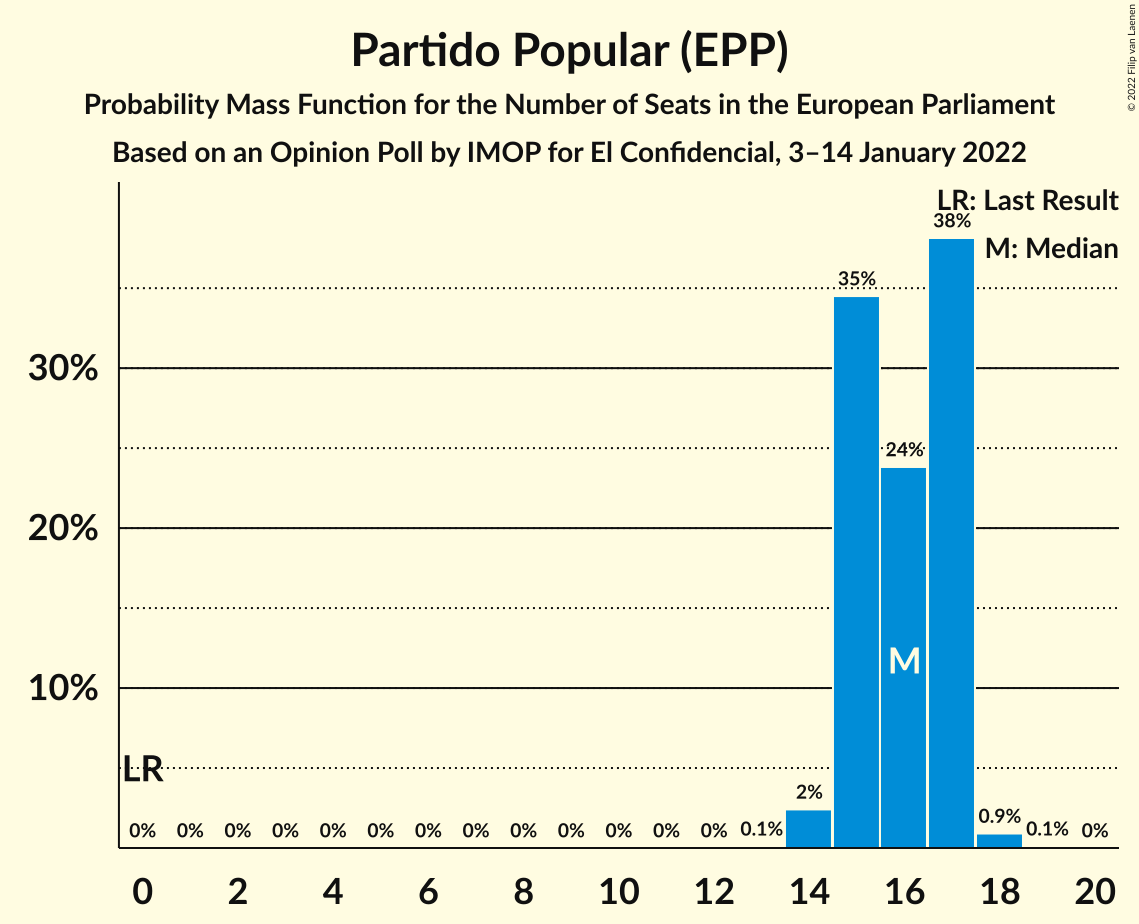 Partido Popular (EPP)
Probability Mass Function for the Number of Seats in the European Parliament
Based on an Opinion Poll by IMOP for El Confidencial, 3–14 January 2022
© 2022 Filip van Laenen
LR: Last Result
M: Median
38%
35%
30%
24%
20%
M
10%
LR
2%
0% 0% 0% 0% 0% 0% 0% 0% 0% 0% 0% 0% 0% 0.1% 0.9% 0.1% 0%
0 2 4 6 8 10 12 14 16 18 20